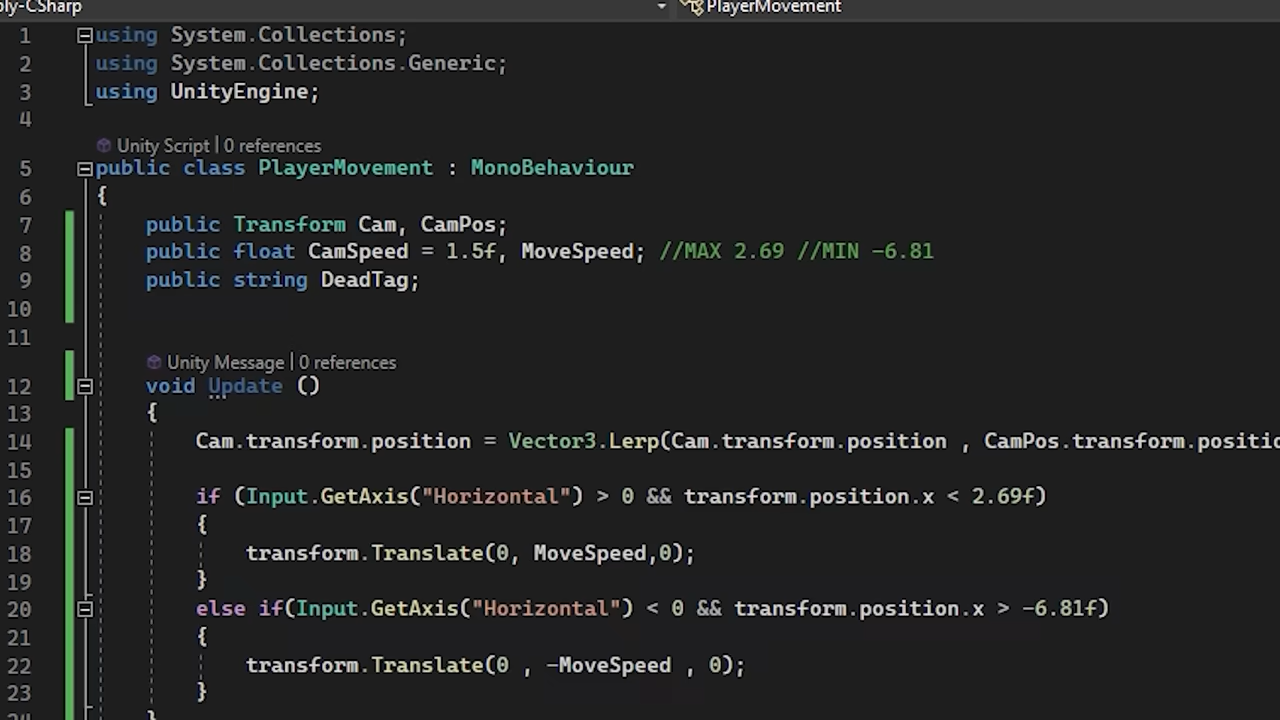 ply-CSharp PlayerMovement
1 using System.Collections;
2 using System.Collections.Generic;
3 using UnityEngine;
4
Unity Script | 0 references
5 public class PlayerMovement : MonoBehaviour
6 {
7 public Transform Cam, CamPos;
8 public float CamSpeed = 1.5f, MoveSpeed; //MAX 2.69 //MIN -6.81
9 public string DeadTag;
10
11
Unity Message | 0 references
12 void Update ()
13 {
14 Cam.transform.position = Vector3.Lerp(Cam.transform.position , CamPos.transform.positio
15
16 if (Input.GetAxis("Horizontal") > 0 && transform.position.x < 2.69f)
17 {
18 transform.Translate(0, MoveSpeed,0);
19 }
20 else if(Input.GetAxis("Horizontal") < 0 && transform.position.x > -6.81f)
21 {
22 transform.Translate(0 , -MoveSpeed , 0);
23 }
24 }